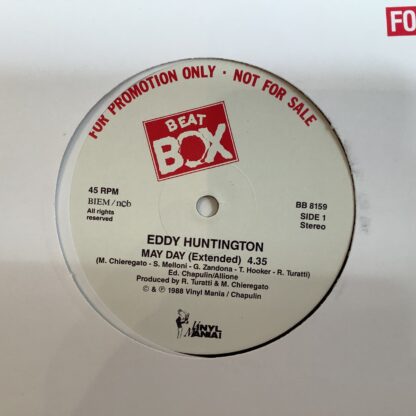 FO
FOR PROMOTION ONLY · NOT FOR SALE
BEAT
BOX
45 RPM
BIEM/ncb
All rights
reserved
BB 8159
SIDE 1
Stereo
EDDY HUNTINGTON
MAY DAY (Extended) 4.35
(M. Chieregato - S. Melloni - G. Zandona - T. Hooker - R. Turatti)
Ed. Chapulin/Allione
Produced by R. Turatti & M. Chieregato
© & ℗ 1988 Vinyl Mania / Chapulin
VINYL
MANIA